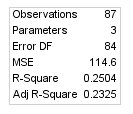 Observations 87
Parameters 3
Error DF 84
MSE 114.6
R-Square 0.2504
Adj R-Square 0.2325